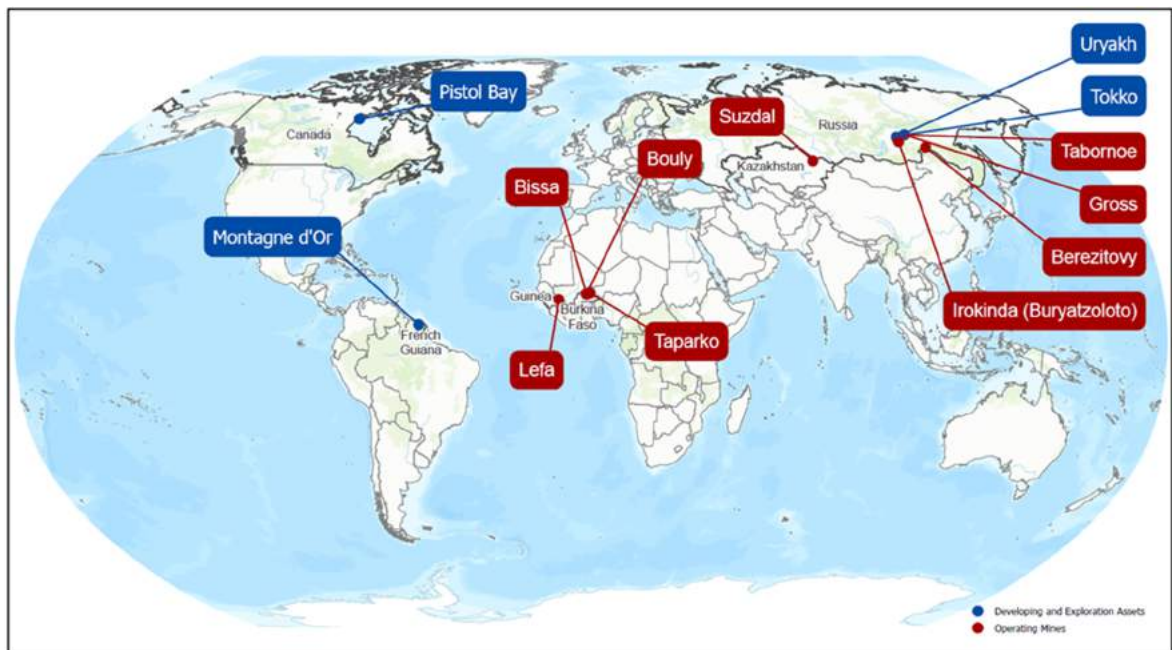 Uryakh
Pistol Bay
Tokko
Suzdal
Russia
Canada
Tabornoe
Bouly
Kazakhstan
Bissa
Gross
Montagne d'Or
Berezitovy
Guinea
Burkina
Faso
Irokinda (Buryatzoloto)
French
Guiana
Taparko
Lefa
Developing and Exploration Assets
Operating Mines